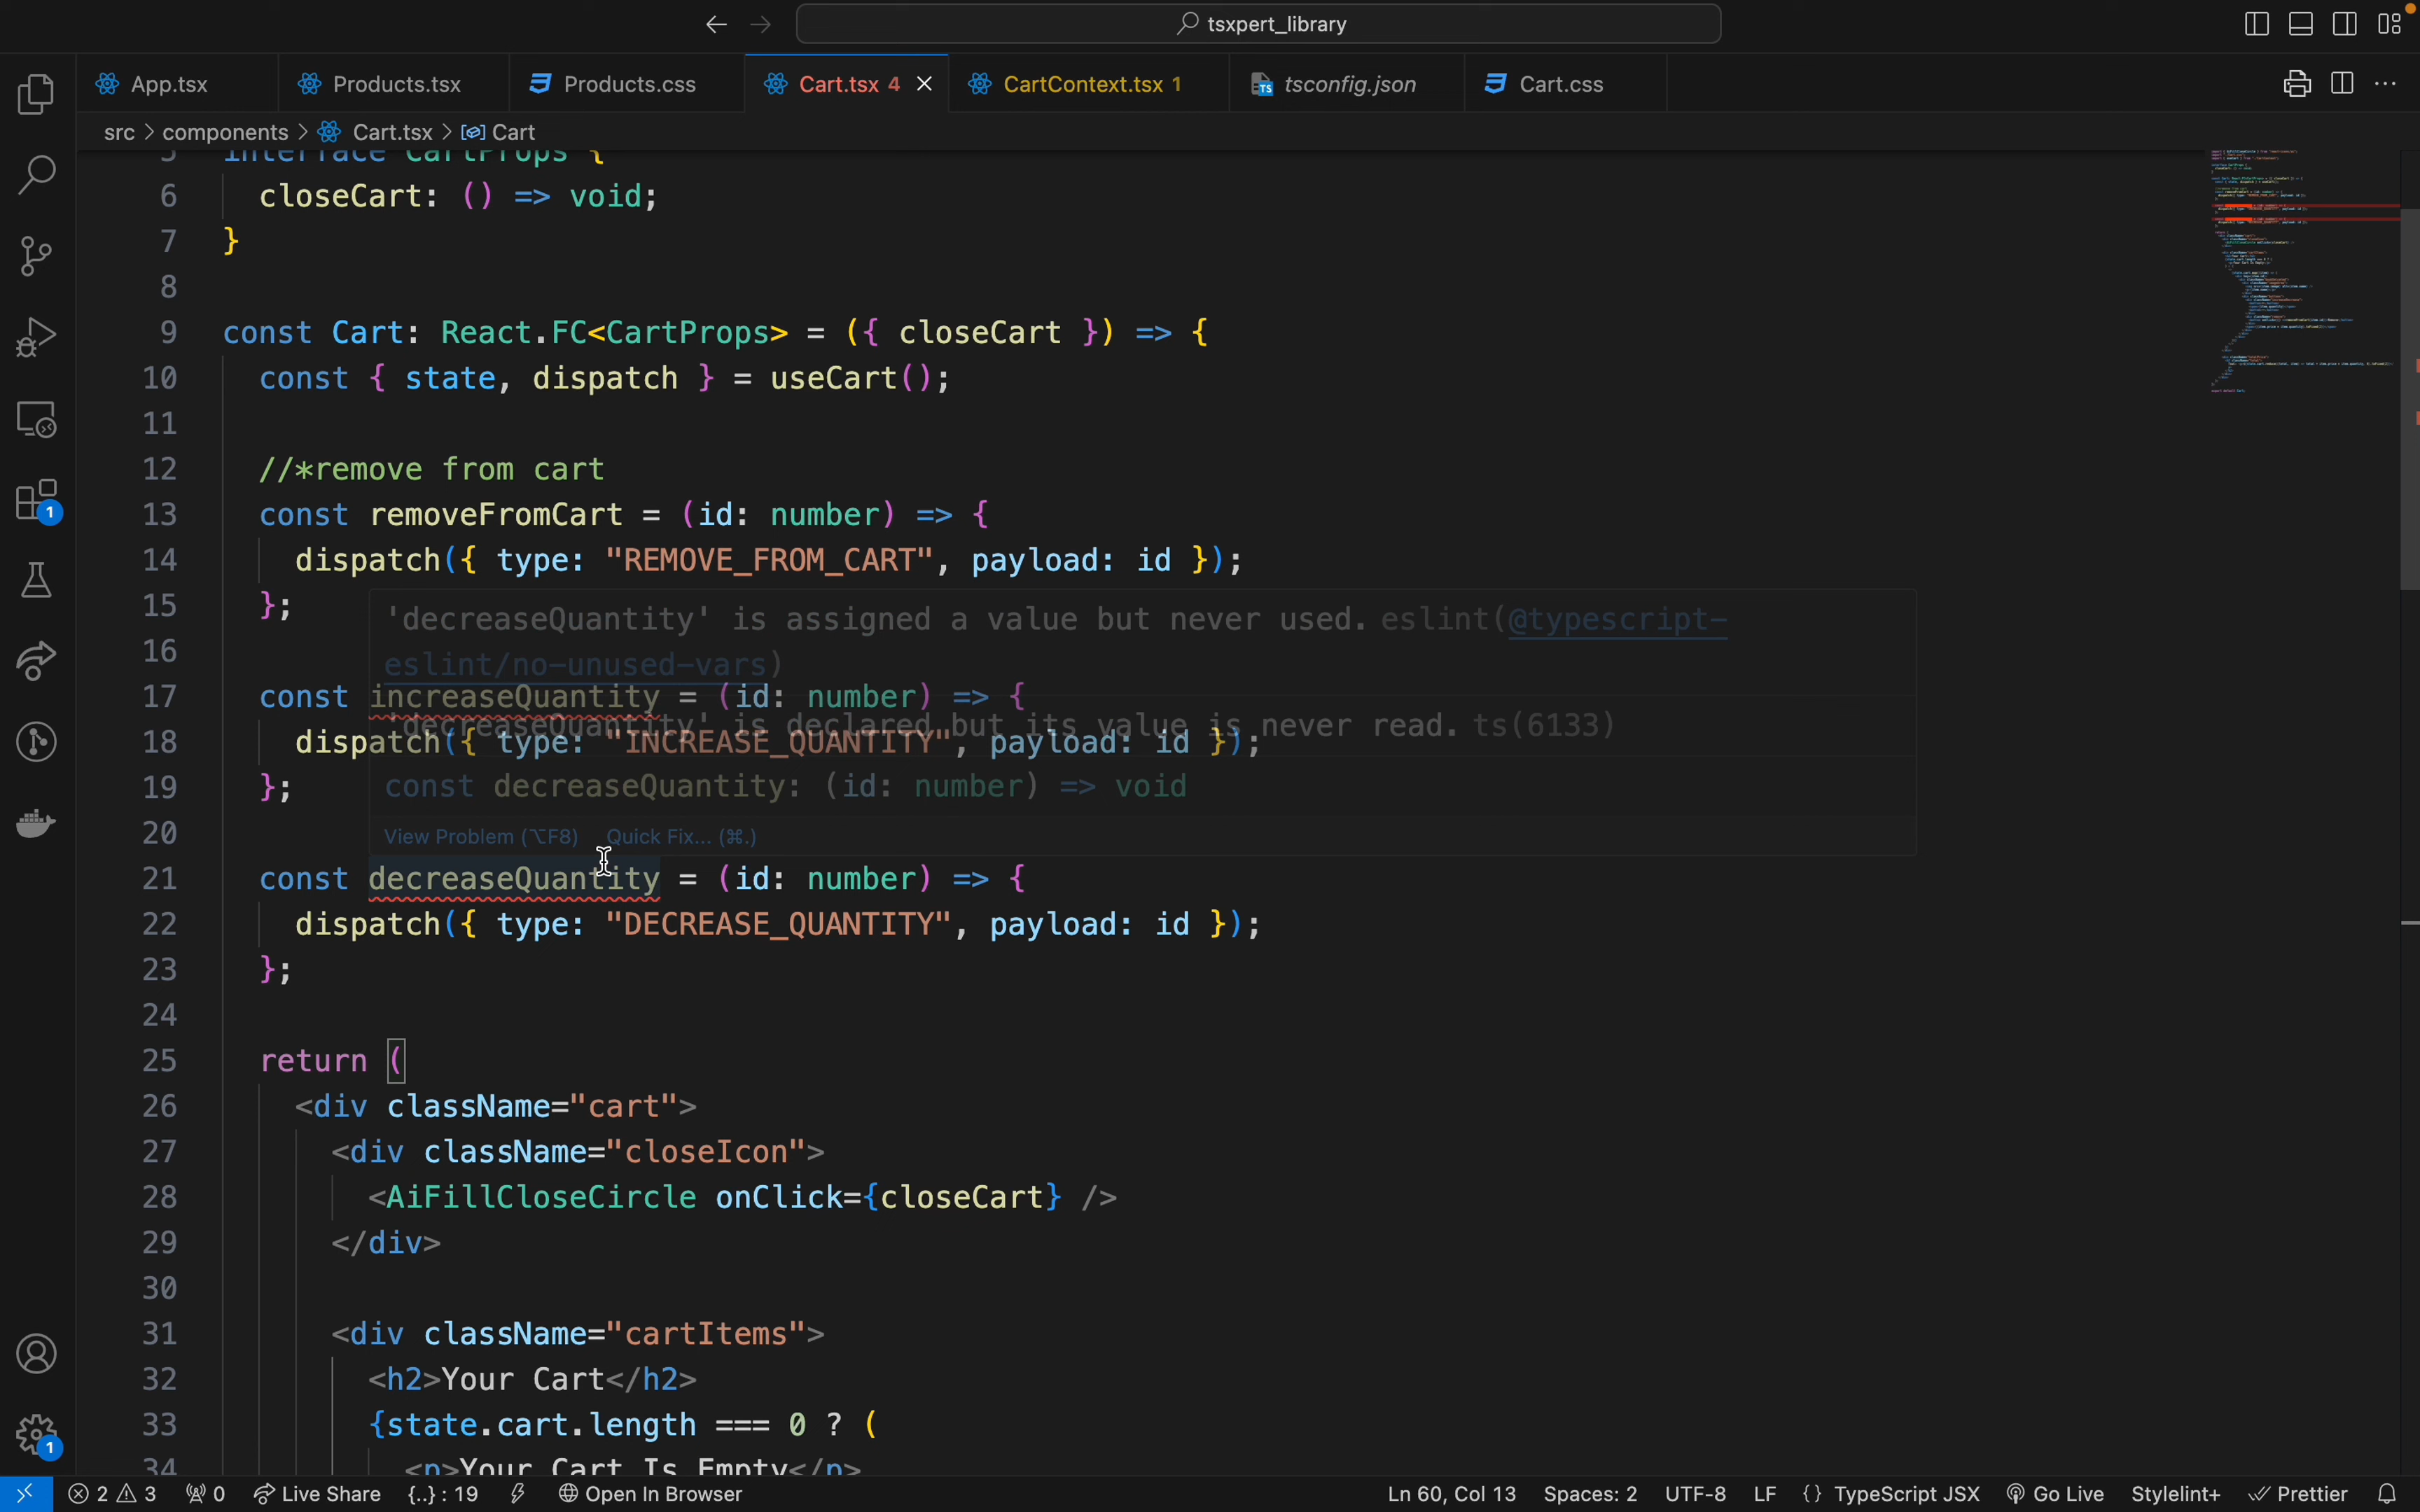 tsxpert_library
App.tsx
Products.tsx
Products.css
Cart.tsx 4
CartContext.tsx 1
tsconfig.json
Cart.css
src > components > Cart.tsx > Cart
5 interface CartProps {
6 closeCart: () => void;
7 }
8
9 const Cart: React.FC<CartProps> = ({ closeCart }) => {
10 const { state, dispatch } = useCart();
11
12 //*remove from cart
13 const removeFromCart = (id: number) => {
14 dispatch({ type: "REMOVE_FROM_CART", payload: id });
15 };
'decreaseQuantity' is assigned a value but never used. eslint(@typescript-
16
eslint/no-unused-vars)
17 const increaseQuantity = (id: number) => {
'decreaseQuantity' is declared but its value is never read. ts(6133)
18 dispatch({ type: "INCREASE_QUANTITY", payload: id });
19 };
const decreaseQuantity: (id: number) => void
20
View Problem (⌥F8) Quick Fix... (⌘.)
21 const decreaseQuantity = (id: number) => {
22 dispatch({ type: "DECREASE_QUANTITY", payload: id });
23 };
24
25 return (
26 <div className="cart">
27 <div className="closeIcon">
28 <AiFillCloseCircle onClick={closeCart} />
29 </div>
30
31 <div className="cartItems">
32 <h2>Your Cart</h2>
33 {state.cart.length === 0 ? (
34 <p>Your Cart Is Empty</p>
1
1
2 3 0 Live Share {..} : 19 Open In Browser Ln 60, Col 13 Spaces: 2 UTF-8 LF {} TypeScript JSX Go Live Stylelint+ Prettier